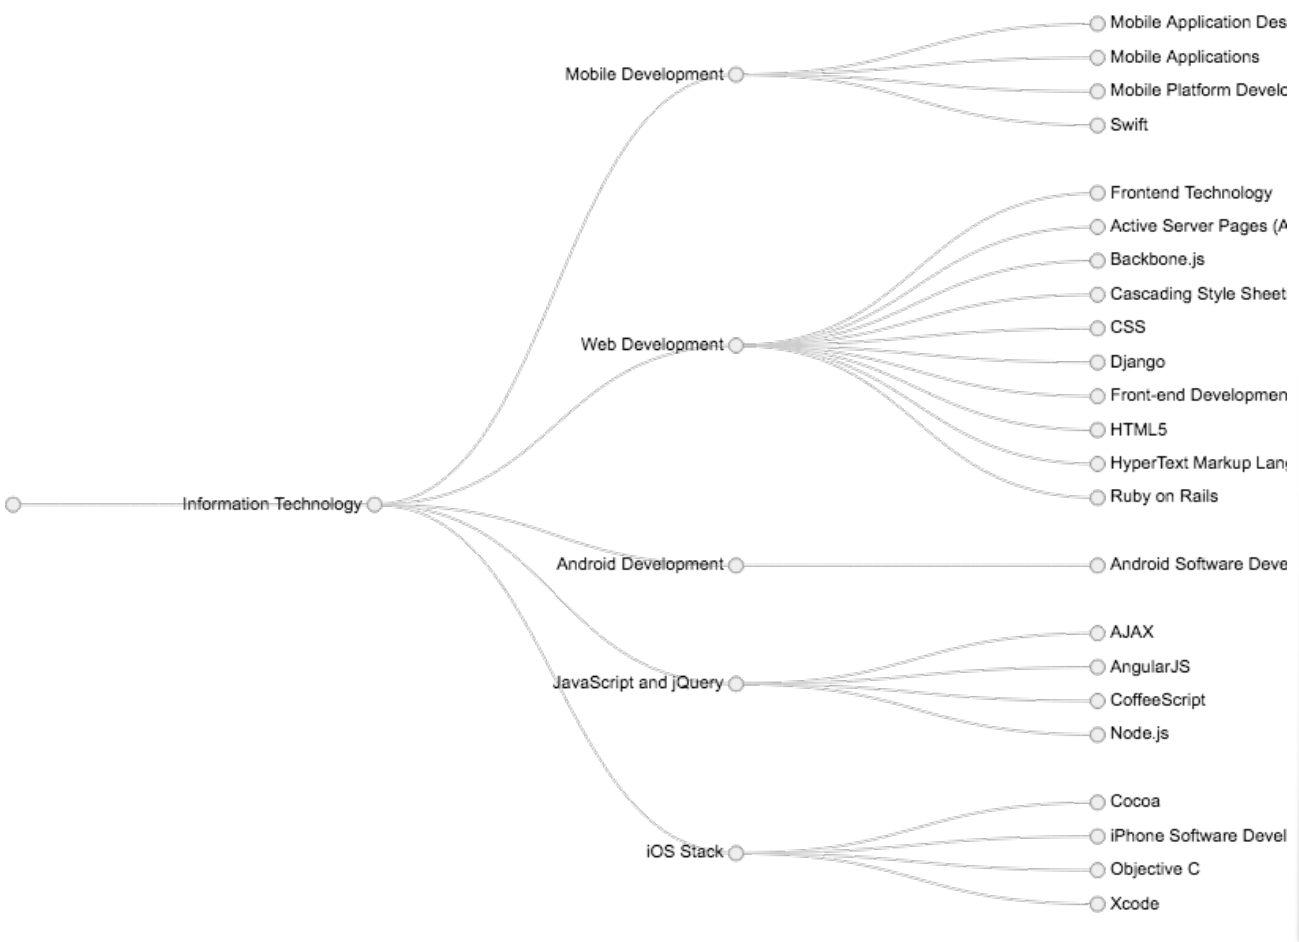 Mobile Application Des
Mobile Applications
Mobile Development
Mobile Platform Develo
Swift
Frontend Technology
Active Server Pages (A
Backbone.js
Cascading Style Sheet
CSS
Web Development
Django
Front-end Developmen
HTML5
HyperText Markup Lang
Ruby on Rails
Information Technology
Android Development
Android Software Deve
AJAX
AngularJS
JavaScript and jQuery
CoffeeScript
Node.js
Cocoa
iPhone Software Devel
iOS Stack
Objective C
Xcode